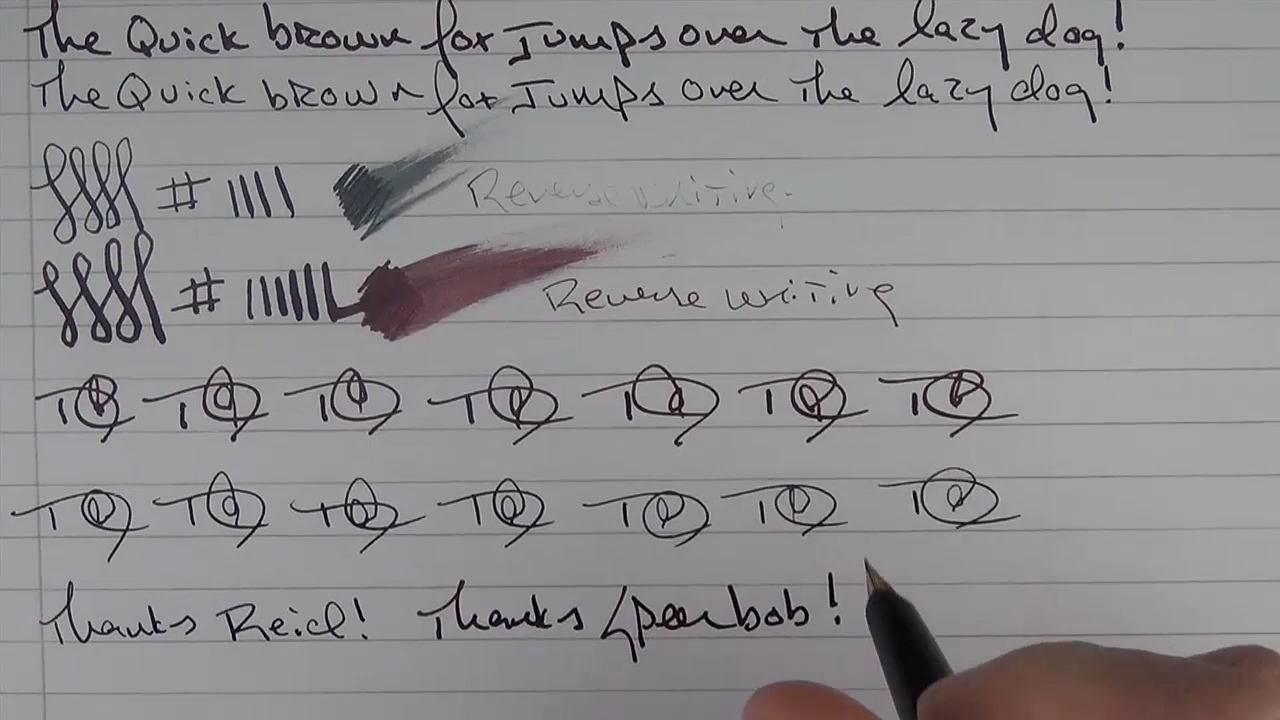 The Quick brown fox Jumps over The lazy dog!
The Quick brown fox Jumps over The lazy dog!
# Reverse writing.
# Reverse writing
Thanks Reid! Thanks Speerbob!